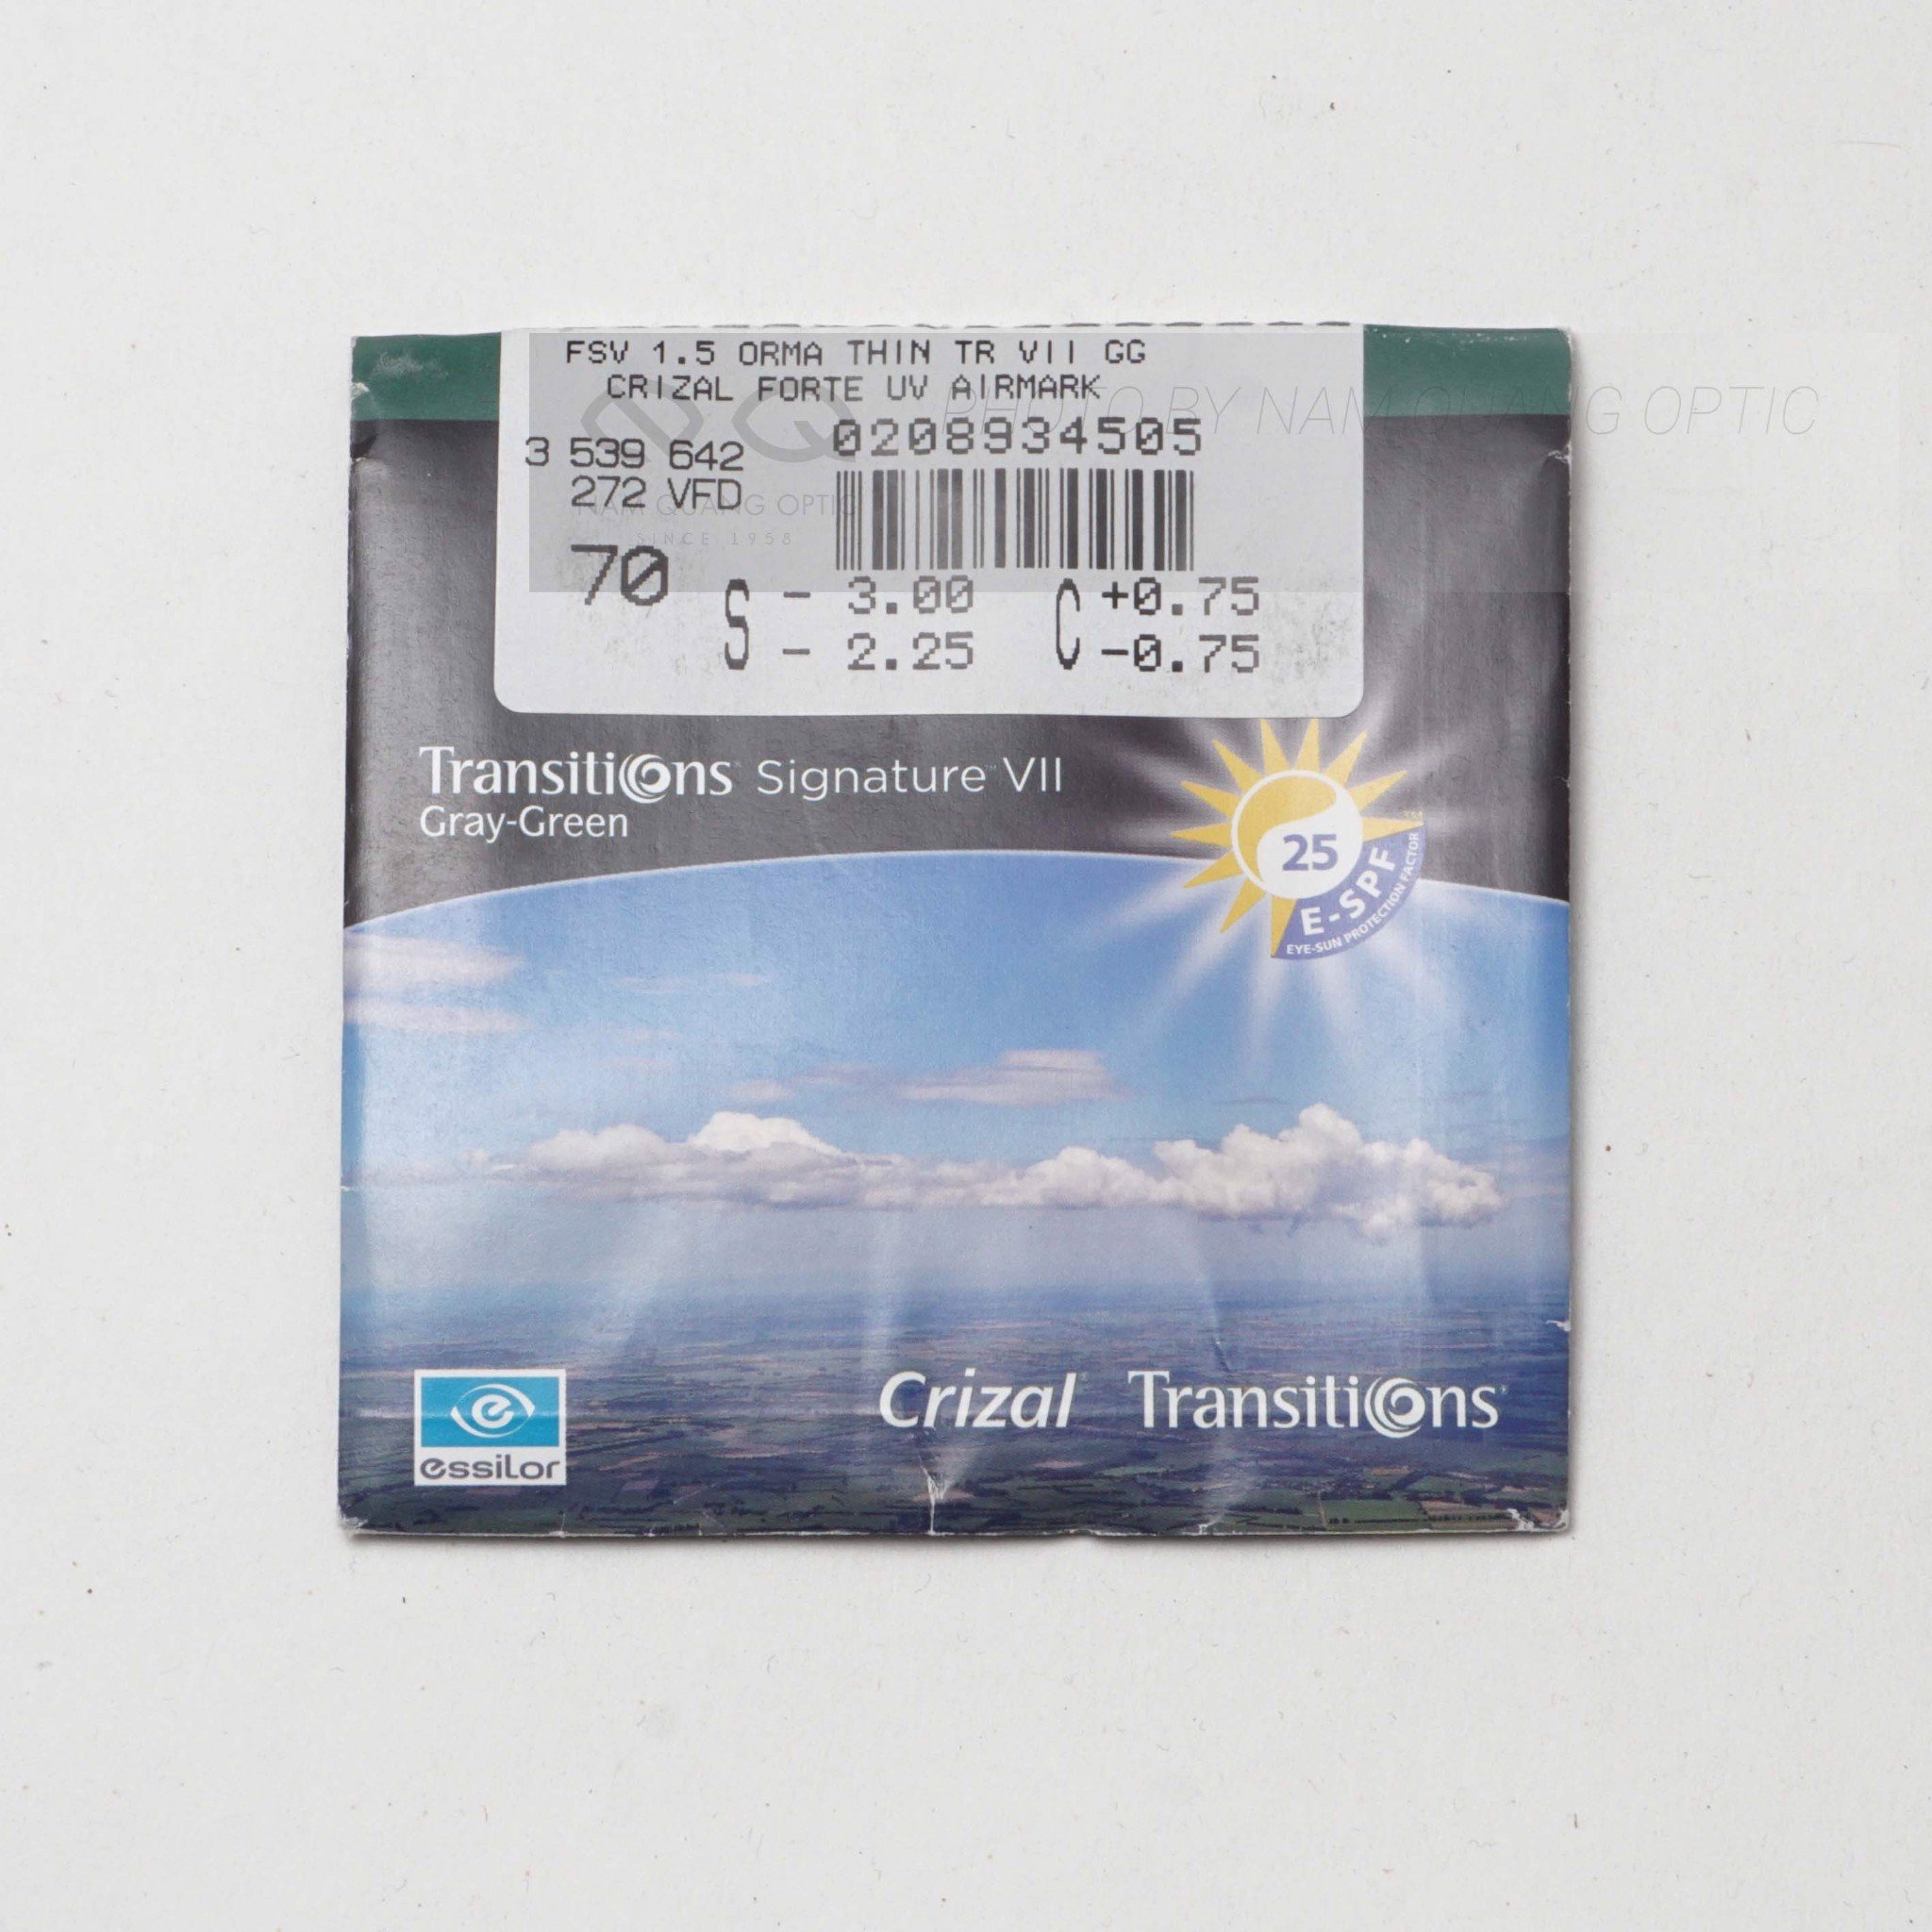 FSV 1.5 ORMA THIN TR VII GG
CRIZAL FORTE UV AIRMARK
PHOTO BY NAM QUANG OPTIC
3 539 642 0208934505
272 VFD
NAM QUANG OPTIC
SINCE 1958
70
S - 3.00 C +0.75
- 2.25 -0.75
Transitions Signature™ VII
Gray-Green
25
E-SPF
EYE-SUN PROTECTION FACTOR
Crizal Transitions
e
essilor